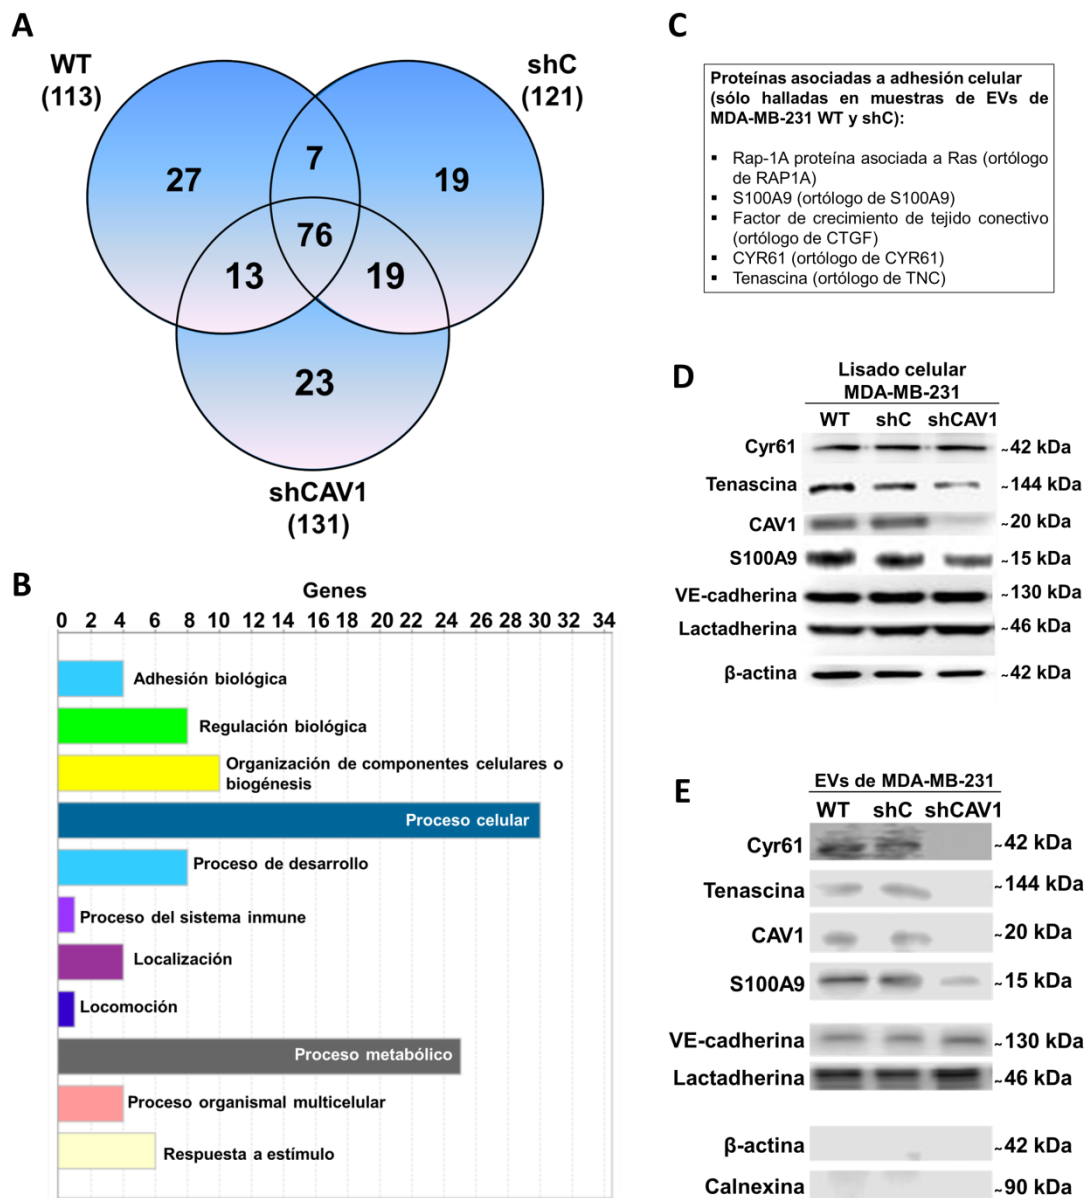 A
WT
(113)
shC
(121)
27
7
19
76
13
19
23
shCAV1
(131)
B
Genes
0 2 4 6 8 10 12 14 16 18 20 22 24 26 28 30 32 34
Adhesión biológica
Regulación biológica
Organización de componentes celulares o
biogénesis
Proceso celular
Proceso de desarrollo
Proceso del sistema inmune
Localización
Locomoción
Proceso metabólico
Proceso organismal multicelular
Respuesta a estímulo
C
Proteínas asociadas a adhesión celular
(sólo halladas en muestras de EVs de
MDA-MB-231 WT y shC):
▪ Rap-1A proteína asociada a Ras (ortólogo
de RAP1A)
▪ S100A9 (ortólogo de S100A9)
▪ Factor de crecimiento de tejido conectivo
(ortólogo de CTGF)
▪ CYR61 (ortólogo de CYR61)
▪ Tenascina (ortólogo de TNC)
D
Lisado celular
MDA-MB-231
WT shC shCAV1
Cyr61 ~42 kDa
Tenascina ~144 kDa
CAV1 ~20 kDa
S100A9 ~15 kDa
VE-cadherina ~130 kDa
Lactadherina ~46 kDa
β-actina ~42 kDa
E
EVs de MDA-MB-231
WT shC shCAV1
Cyr61 ~42 kDa
Tenascina ~144 kDa
CAV1 ~20 kDa
S100A9 ~15 kDa
VE-cadherina ~130 kDa
Lactadherina ~46 kDa
β-actina ~42 kDa
Calnexina ~90 kDa